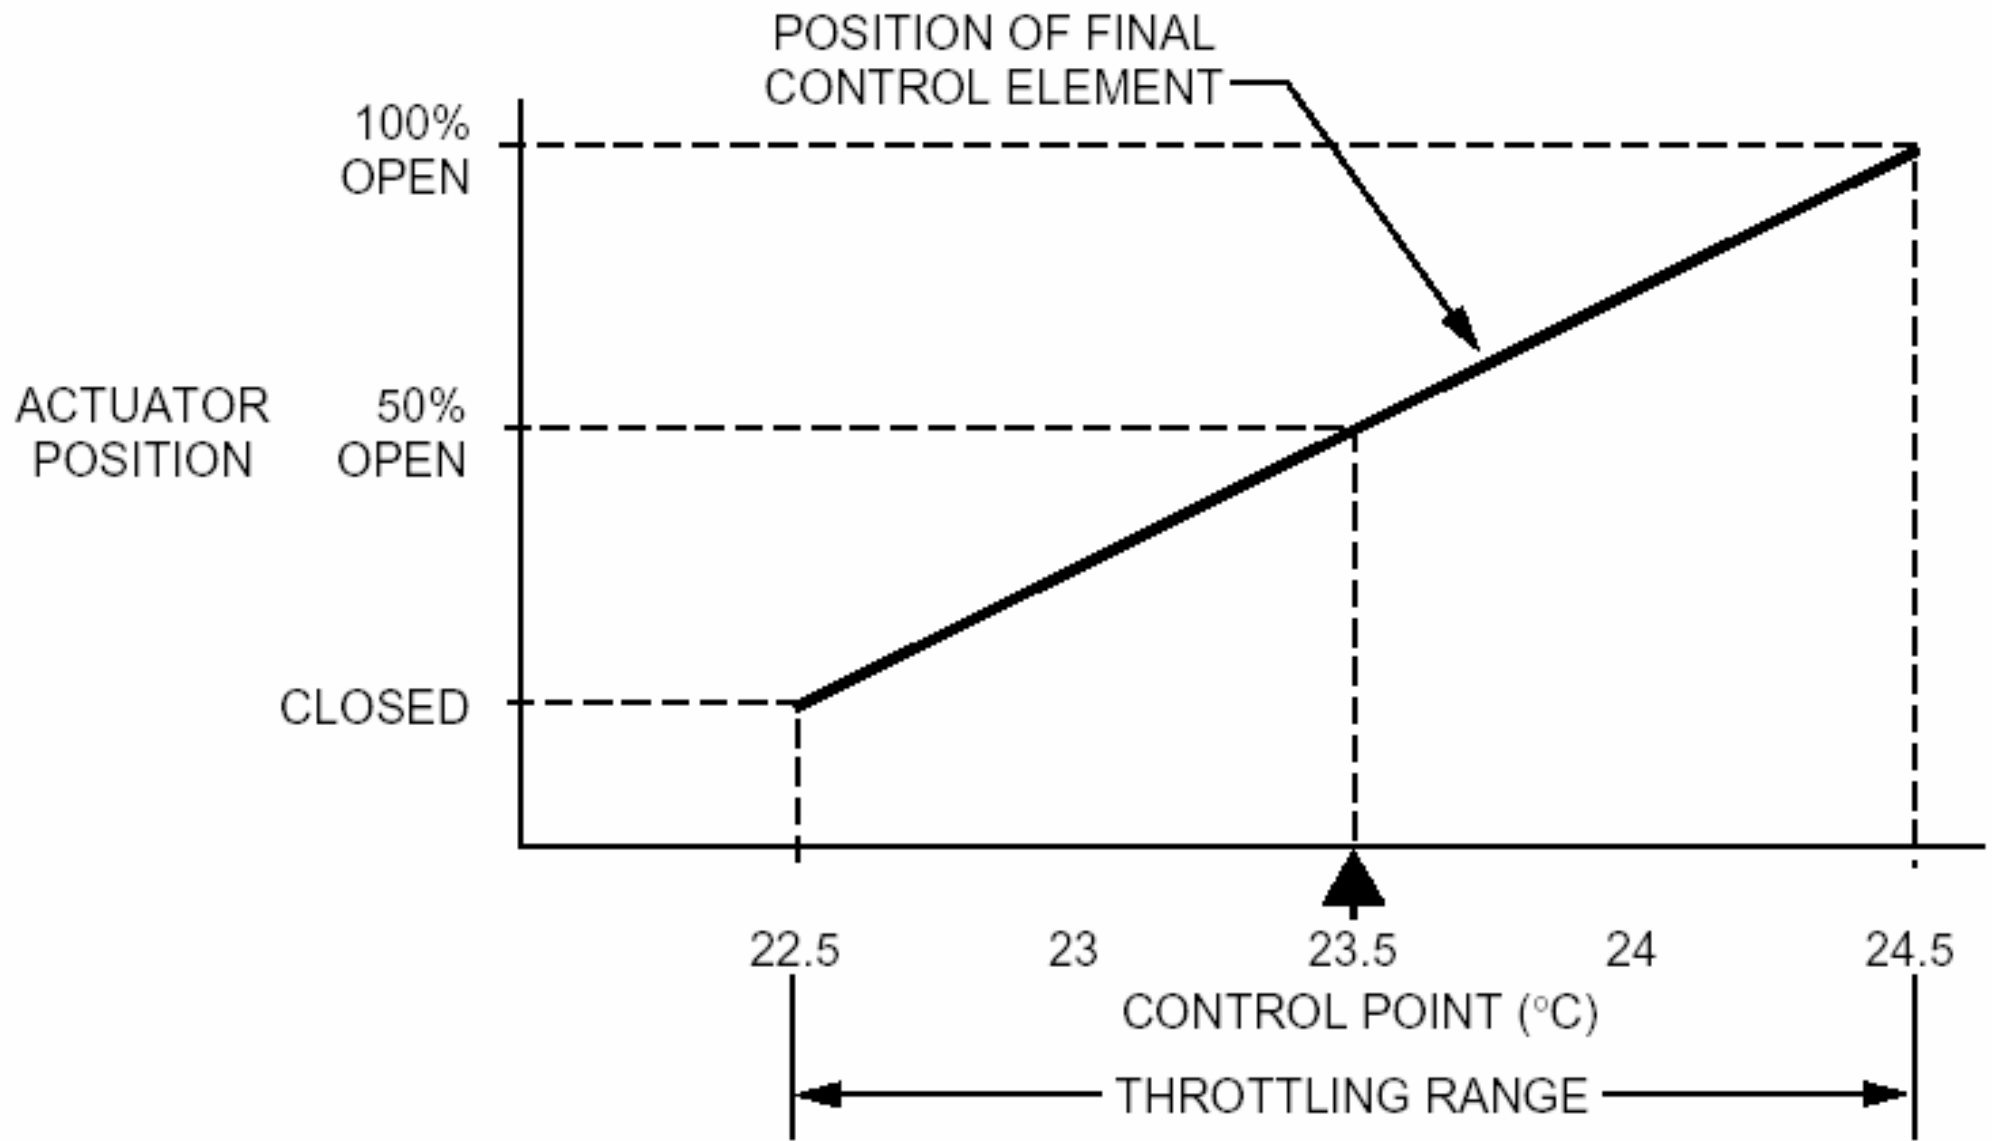 POSITION OF FINAL
CONTROL ELEMENT
100%
OPEN
ACTUATOR
POSITION
50%
OPEN
CLOSED
22.5 23 23.5 24 24.5
CONTROL POINT (°C)
THROTTLING RANGE